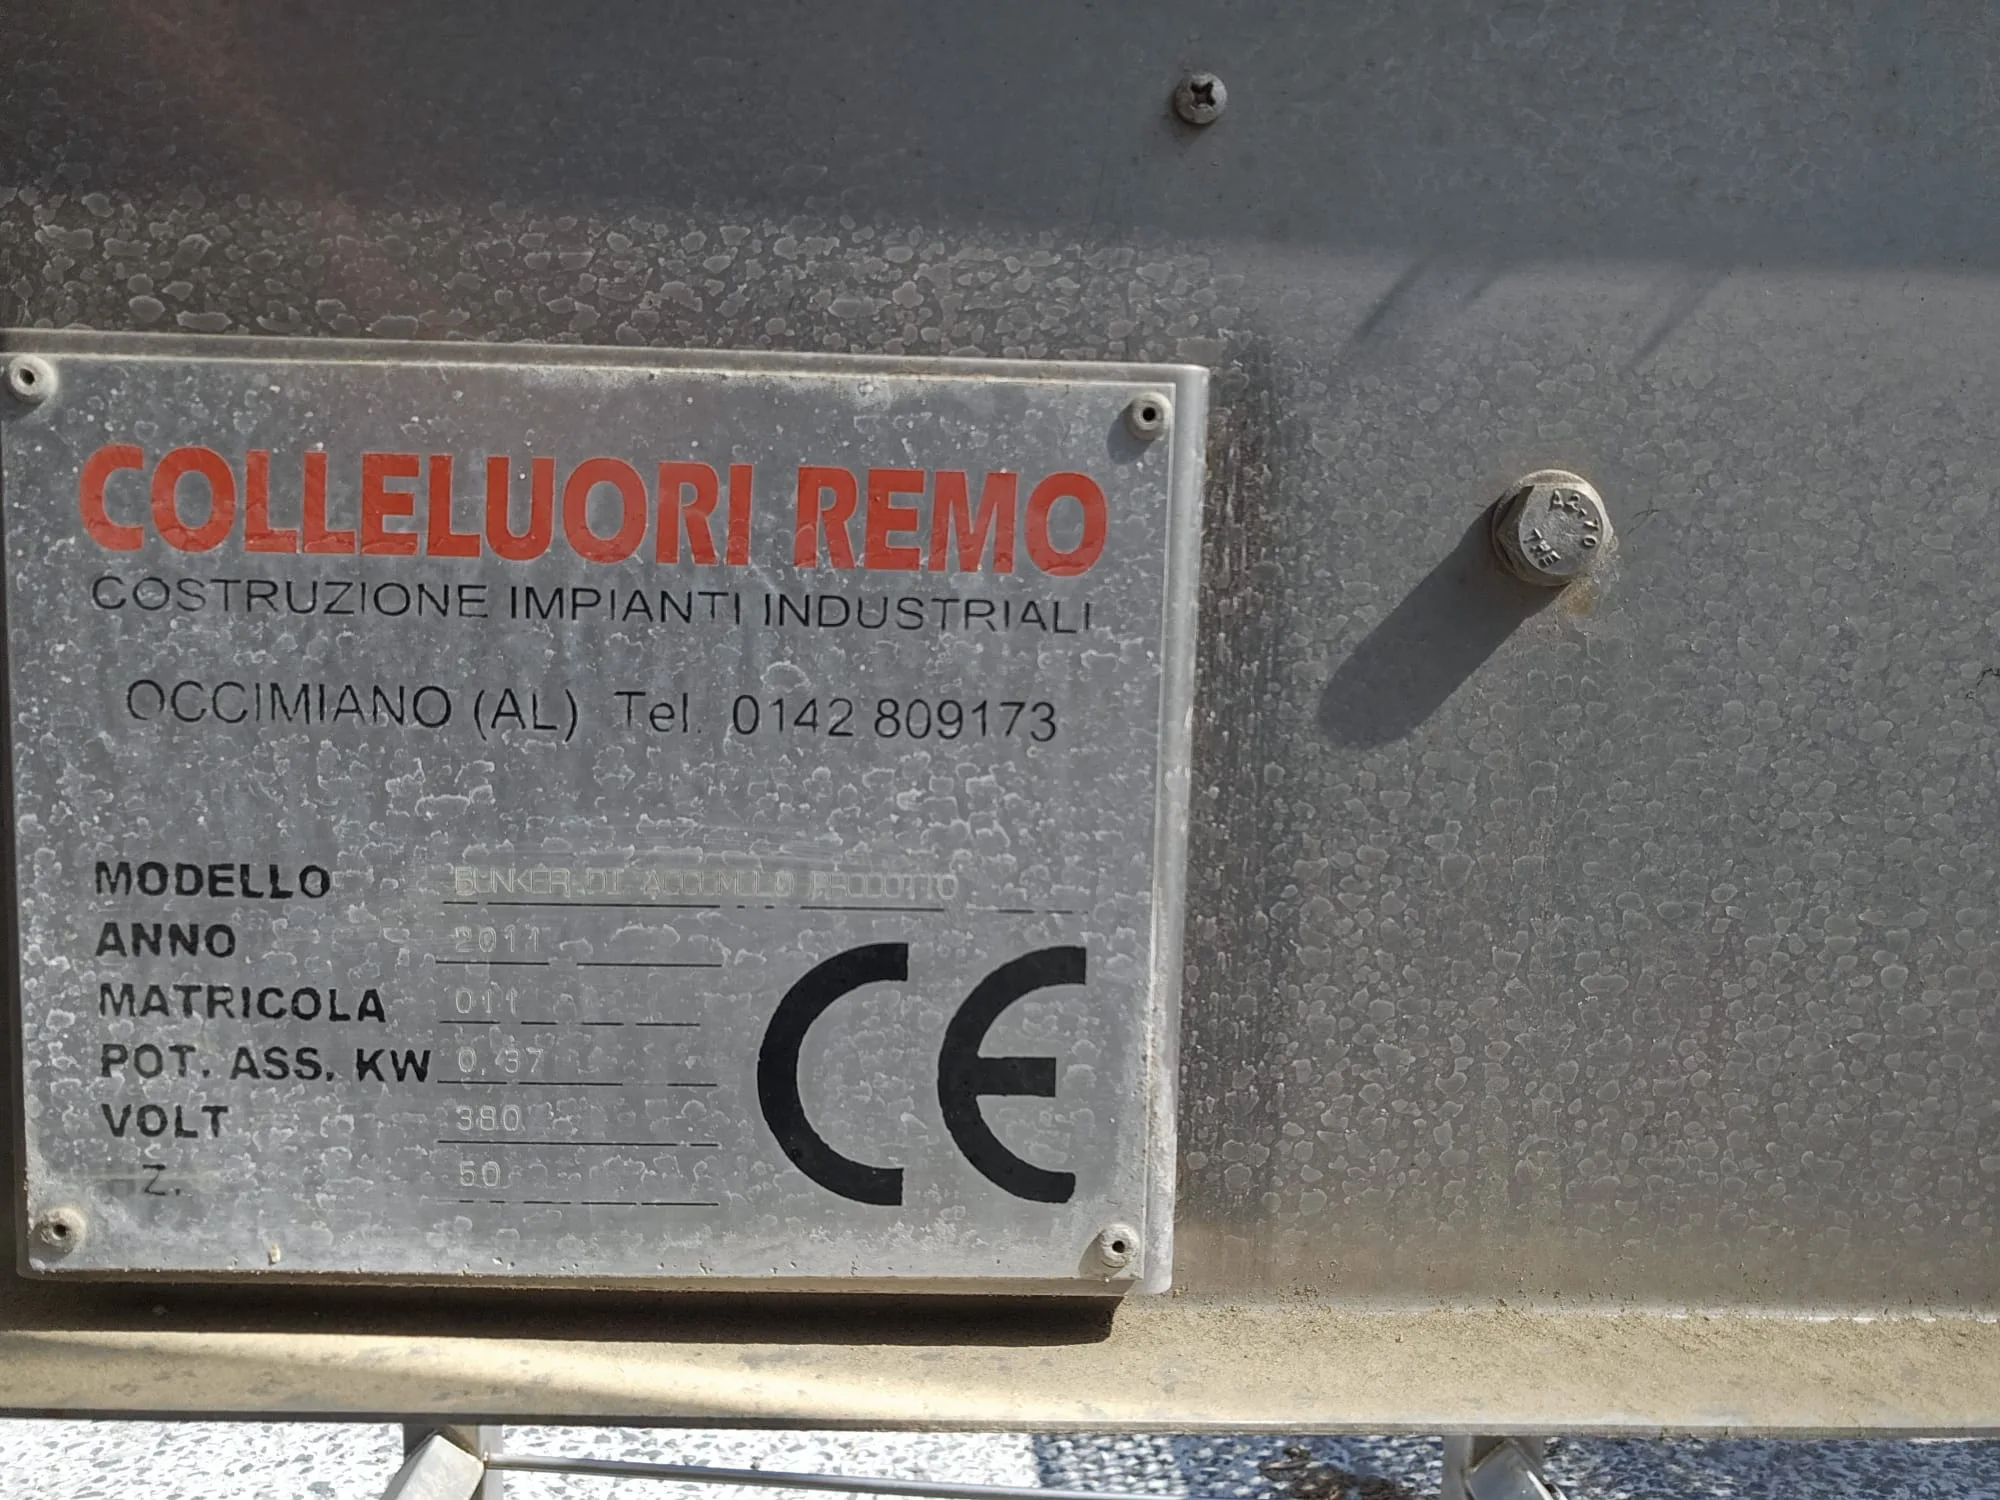 COLLELUORI REMO
COSTRUZIONE IMPIANTI INDUSTRIALI
OCCIMIANO (AL) Tel. 0142 809173
MODELLO BUNKER DI ACCUMULO PRODOTTO
ANNO 2011
MATRICOLA 011
POT. ASS. KW 0,37
VOLT 380
Z. 50
CE
A2-70
THE